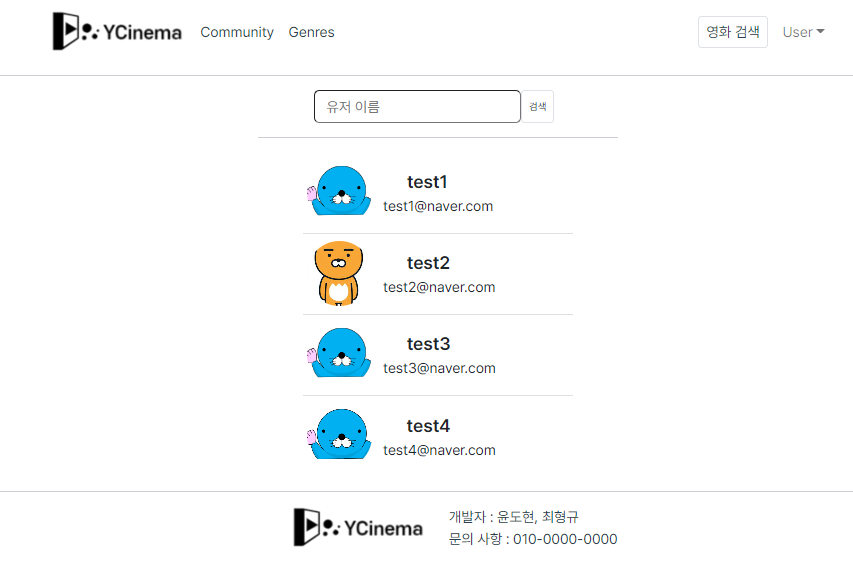 YCinema Community Genres 영화 검색 User
유저 이름 검색
test1
test1@naver.com
test2
test2@naver.com
test3
test3@naver.com
test4
test4@naver.com
YCinema
개발자 : 윤도현, 최형규
문의 사항 : 010-0000-0000